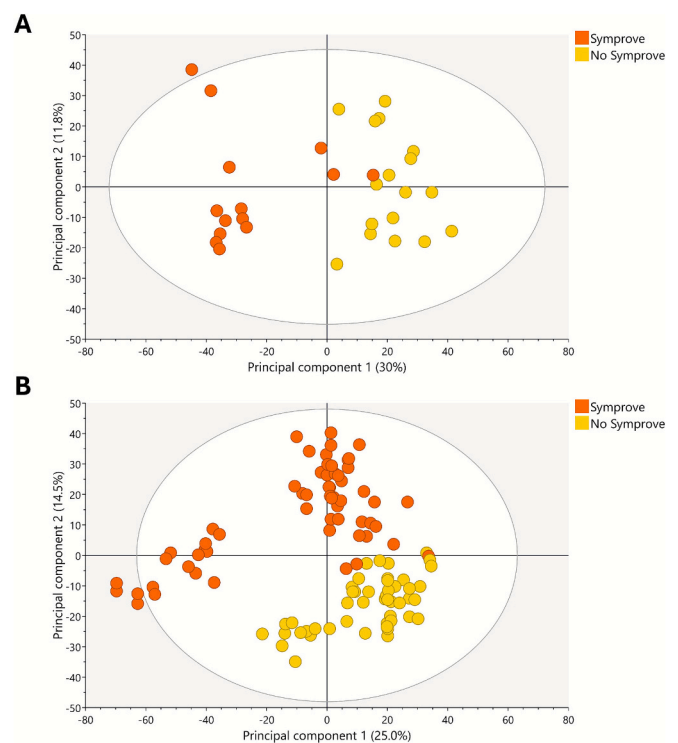 A
Symprove
No Symprove
Principal component 2 (11.8%)
50
40
30
20
10
0
-10
-20
-30
-40
-50
-80 -60 -40 -20 0 20 40 60 80
Principal component 1 (30%)
B
Symprove
No Symprove
Principal component 2 (14.5%)
50
40
30
20
10
0
-10
-20
-30
-40
-50
-80 -60 -40 -20 0 20 40 60 80
Principal component 1 (25.0%)